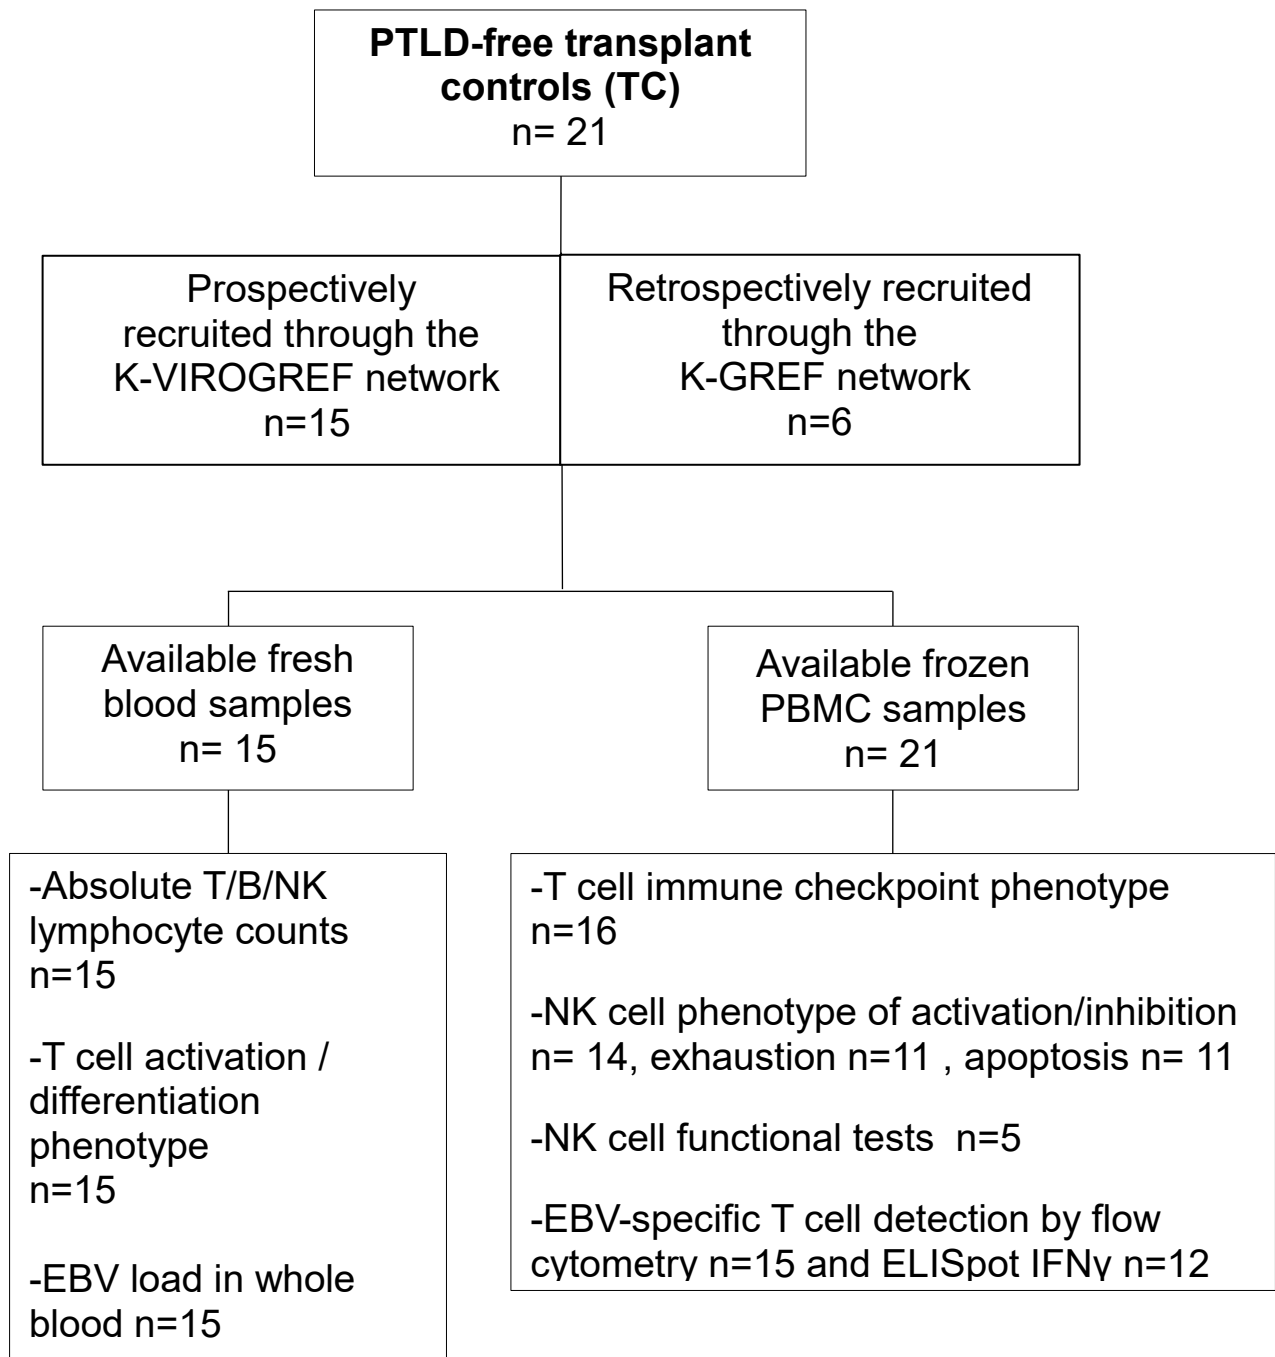 PTLD-free transplant
controls (TC)
n= 21
Prospectively
recruited through the
K-VIROGREF network
n=15
Retrospectively recruited
through the
K-GREF network
n=6
Available fresh
blood samples
n= 15
Available frozen
PBMC samples
n= 21
-Absolute T/B/NK
lymphocyte counts
n=15
-T cell activation /
differentiation
phenotype
n=15
-EBV load in whole
blood n=15
-T cell immune checkpoint phenotype
n=16
-NK cell phenotype of activation/inhibition
n= 14, exhaustion n=11 , apoptosis n= 11
-NK cell functional tests  n=5
-EBV-specific T cell detection by flow
cytometry n=15 and ELISpot IFNγ n=12